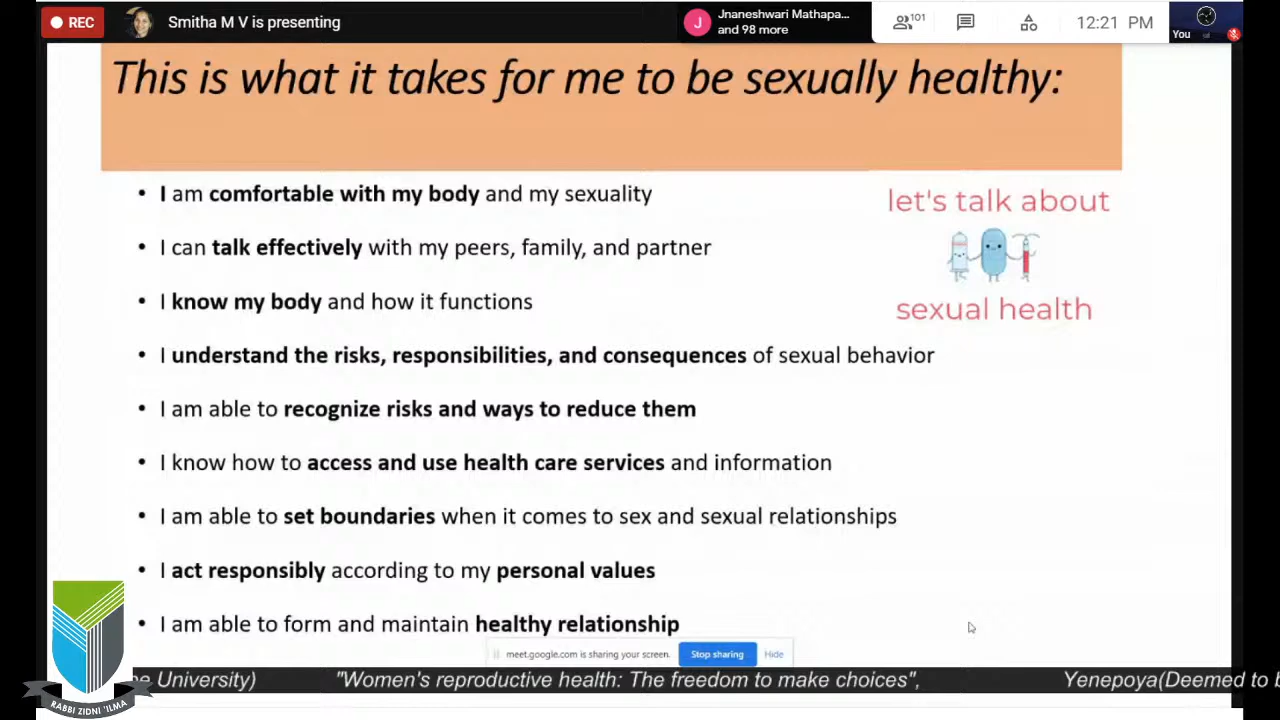 REC
Smitha M V is presenting
J
Jnaneshwari Mathapa...
and 98 more
101
12:21 PM
You
This is what it takes for me to be sexually healthy:
• I am comfortable with my body and my sexuality
• I can talk effectively with my peers, family, and partner
• I know my body and how it functions
• I understand the risks, responsibilities, and consequences of sexual behavior
• I am able to recognize risks and ways to reduce them
• I know how to access and use health care services and information
• I am able to set boundaries when it comes to sex and sexual relationships
• I act responsibly according to my personal values
• I am able to form and maintain healthy relationship
let's talk about
sexual health
meet.google.com is sharing your screen.
Stop sharing
Hide
University) "Women's reproductive health: The freedom to make choices", Yenepoya(Deemed to
RABBI ZIDNI 'ILMA